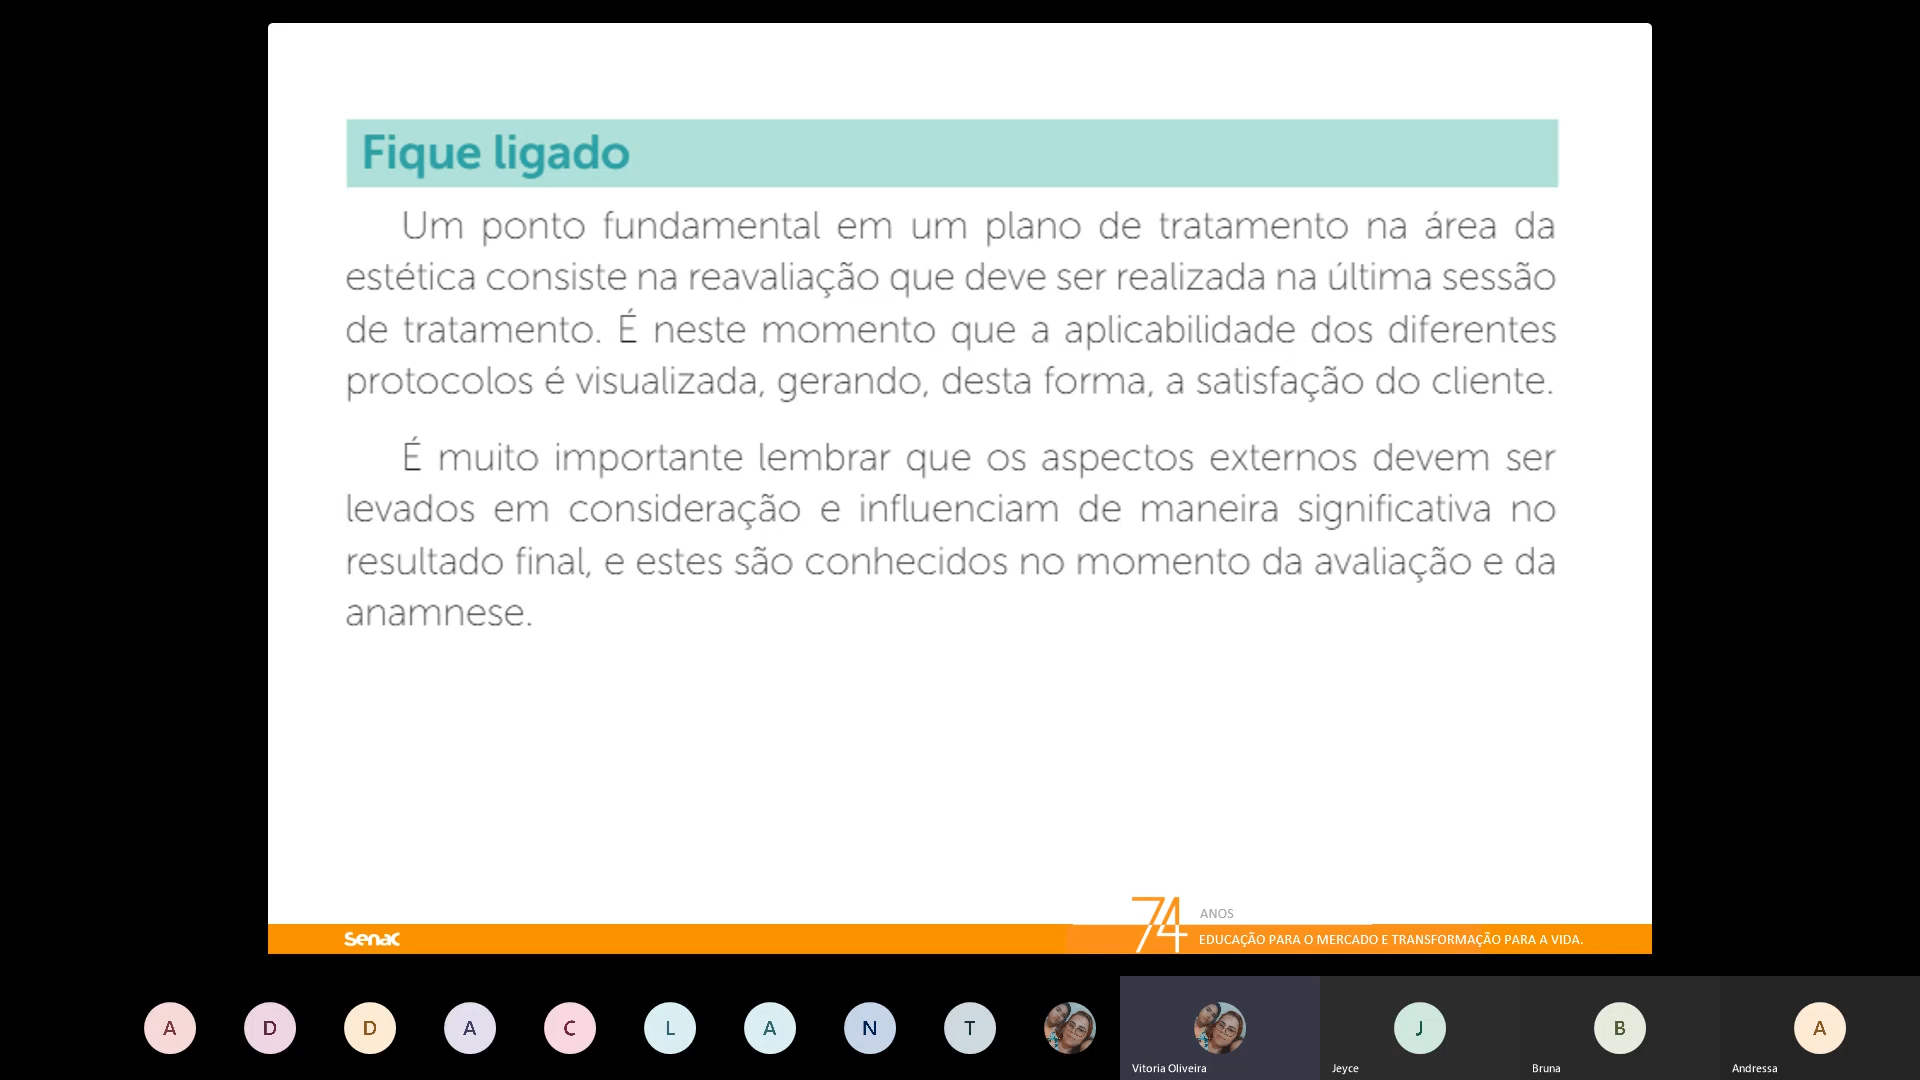 Fique ligado
Um ponto fundamental em um plano de tratamento na área da
estética consiste na reavaliação que deve ser realizada na última sessão
de tratamento. É neste momento que a aplicabilidade dos diferentes
protocolos é visualizada, gerando, desta forma, a satisfação do cliente.
É muito importante lembrar que os aspectos externos devem ser
levados em consideração e influenciam de maneira significativa no
resultado final, e estes são conhecidos no momento da avaliação e da
anamnese.
74 ANOS
Senac
EDUCAÇÃO PARA O MERCADO E TRANSFORMAÇÃO PARA A VIDA.
A D D A C L A N T J B A
Vitoria Oliveira Jeyce Bruna Andressa